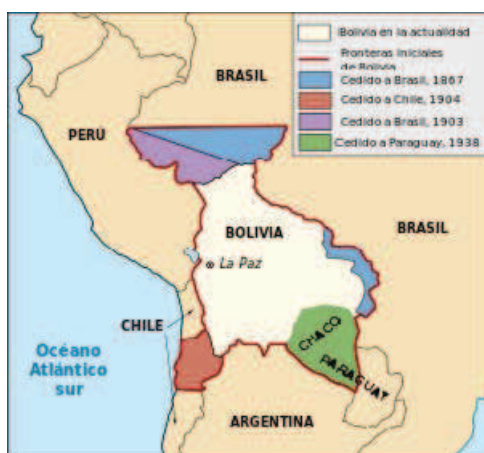 Bolivia en la actualidad
Fronteras iniciales
de Bolivia
Cedido a Brasil, 1867
Cedido a Chile, 1904
Cedido a Brasil, 1903
Cedido a Paraguay, 1938
BRASIL
PERÚ
BOLIVIA
BRASIL
La Paz
CHILE
CHACO
Océano
Atlántico
sur
PARAGUAY
ARGENTINA